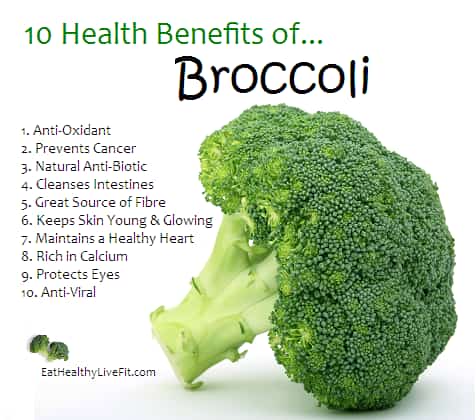 10 Health Benefits of...
Broccoli
1. Anti-Oxidant
2. Prevents Cancer
3. Natural Anti-Biotic
4. Cleanses Intestines
5. Great Source of Fibre
6. Keeps Skin Young & Glowing
7. Maintains a Healthy Heart
8. Rich in Calcium
9. Protects Eyes
10. Anti-Viral
EatHealthyLiveFit.com